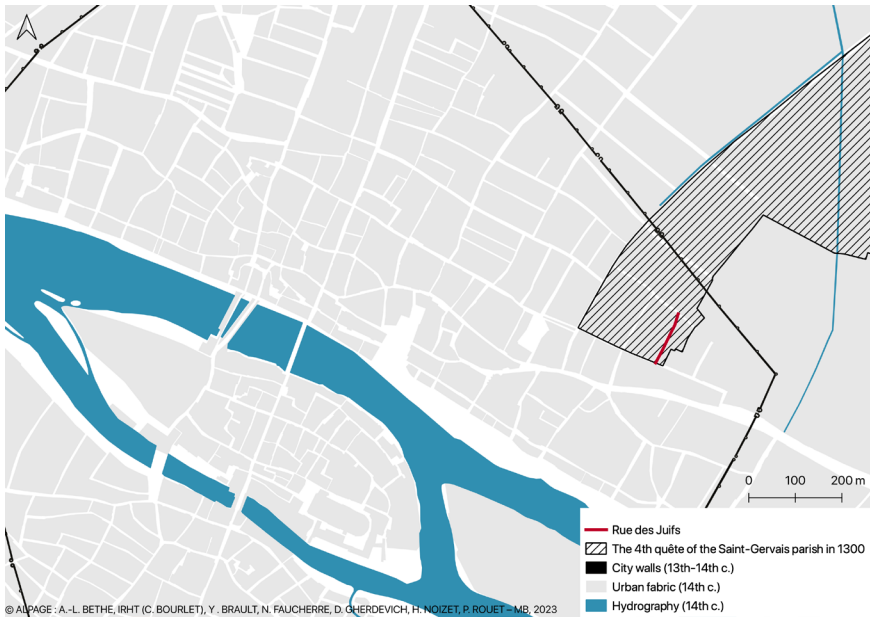 0 100 200 m
Rue des Juifs
The 4th quête of the Saint-Gervais parish in 1300
City walls (13th-14th c.)
Urban fabric (14th c.)
Hydrography (14th c.)
© ALPAGE : A.-L. BETHE, IRHT (C. BOURLET), Y . BRAULT, N. FAUCHERRE, D. GHERDEVICH, H. NOIZET, P. ROUET – MB, 2023